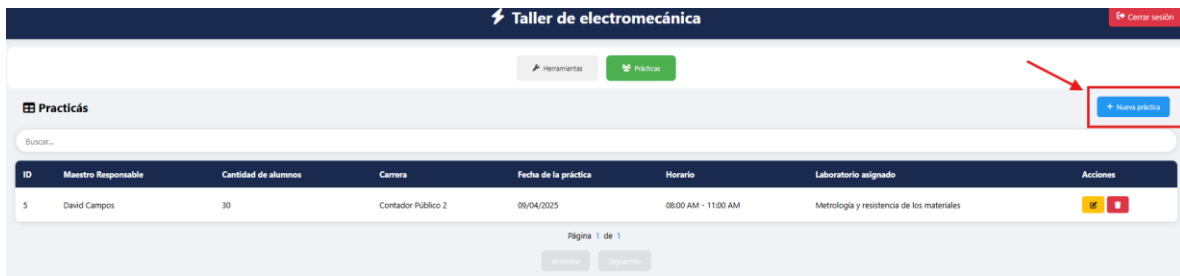 Taller de electromecánica
Cerrar sesión
Herramientas
Prácticas
Practicás
+ Nueva práctica
Buscar...
ID Maestro Responsable Cantidad de alumnos Carrera Fecha de la práctica Horario Laboratorio asignado Acciones
5 David Campos 30 Contador Público 2 09/04/2025 08:00 AM - 11:00 AM Metrología y resistencia de los materiales
Página 1 de 1
Anterior Siguiente